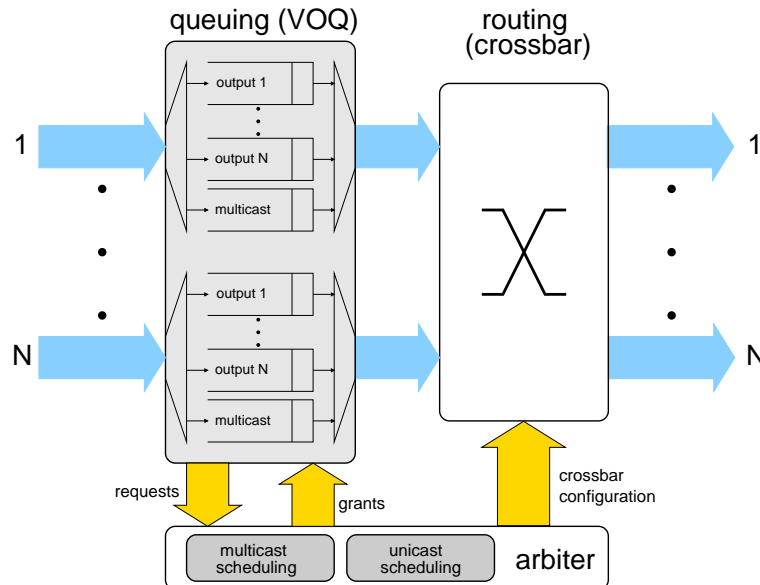 queuing (VOQ)
routing
(crossbar)
output 1
output N
multicast
1
1
output 1
output N
multicast
N
N
requests
grants
crossbar
configuration
multicast
scheduling
unicast
scheduling
arbiter